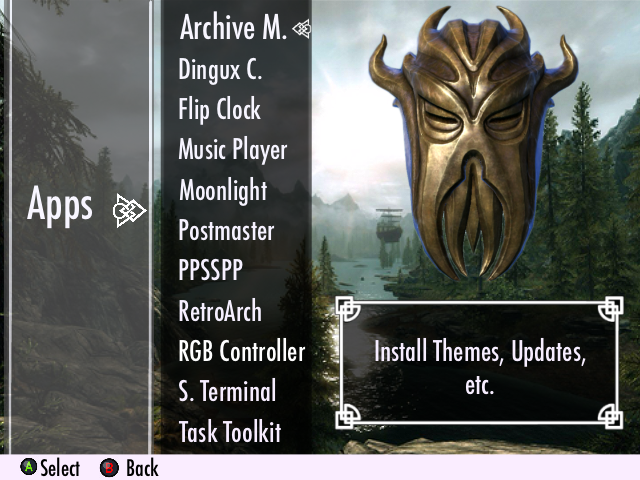 Apps
Archive M.
Dingux C.
Flip Clock
Music Player
Moonlight
Postmaster
PPSSPP
RetroArch
RGB Controller
S. Terminal
Task Toolkit
Install Themes, Updates,
etc.
A Select B Back